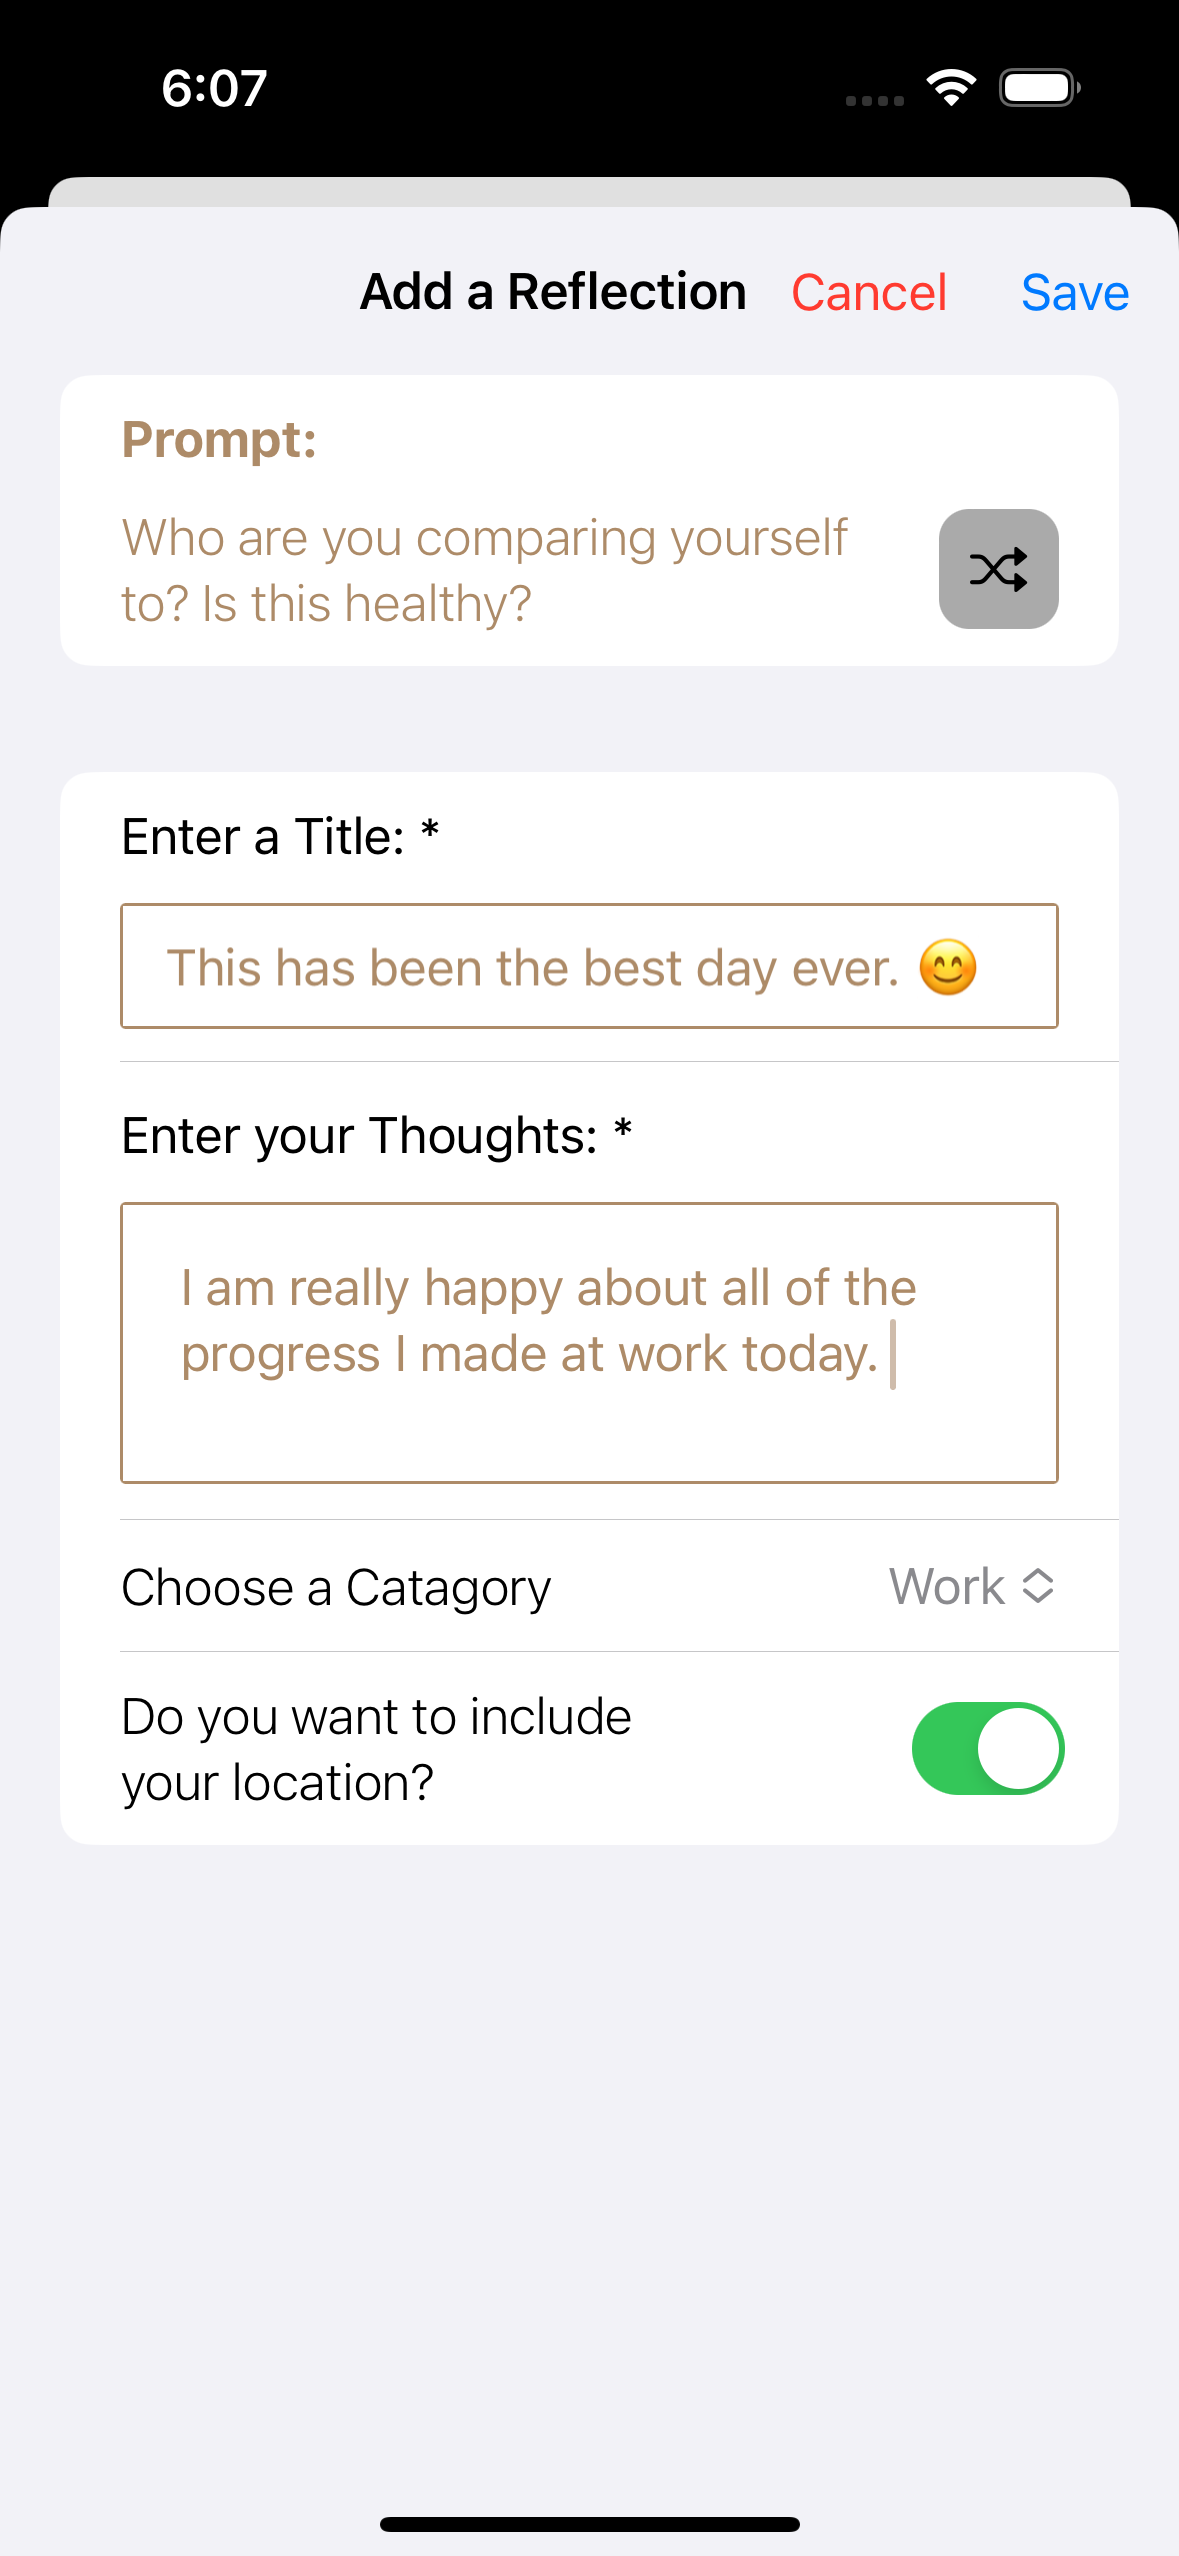 6:07
Add a Reflection Cancel Save
Prompt:
Who are you comparing yourself
to? Is this healthy?
Enter a Title: *
This has been the best day ever. 😊
Enter your Thoughts: *
I am really happy about all of the
progress I made at work today.
Choose a Catagory Work
Do you want to include
your location?